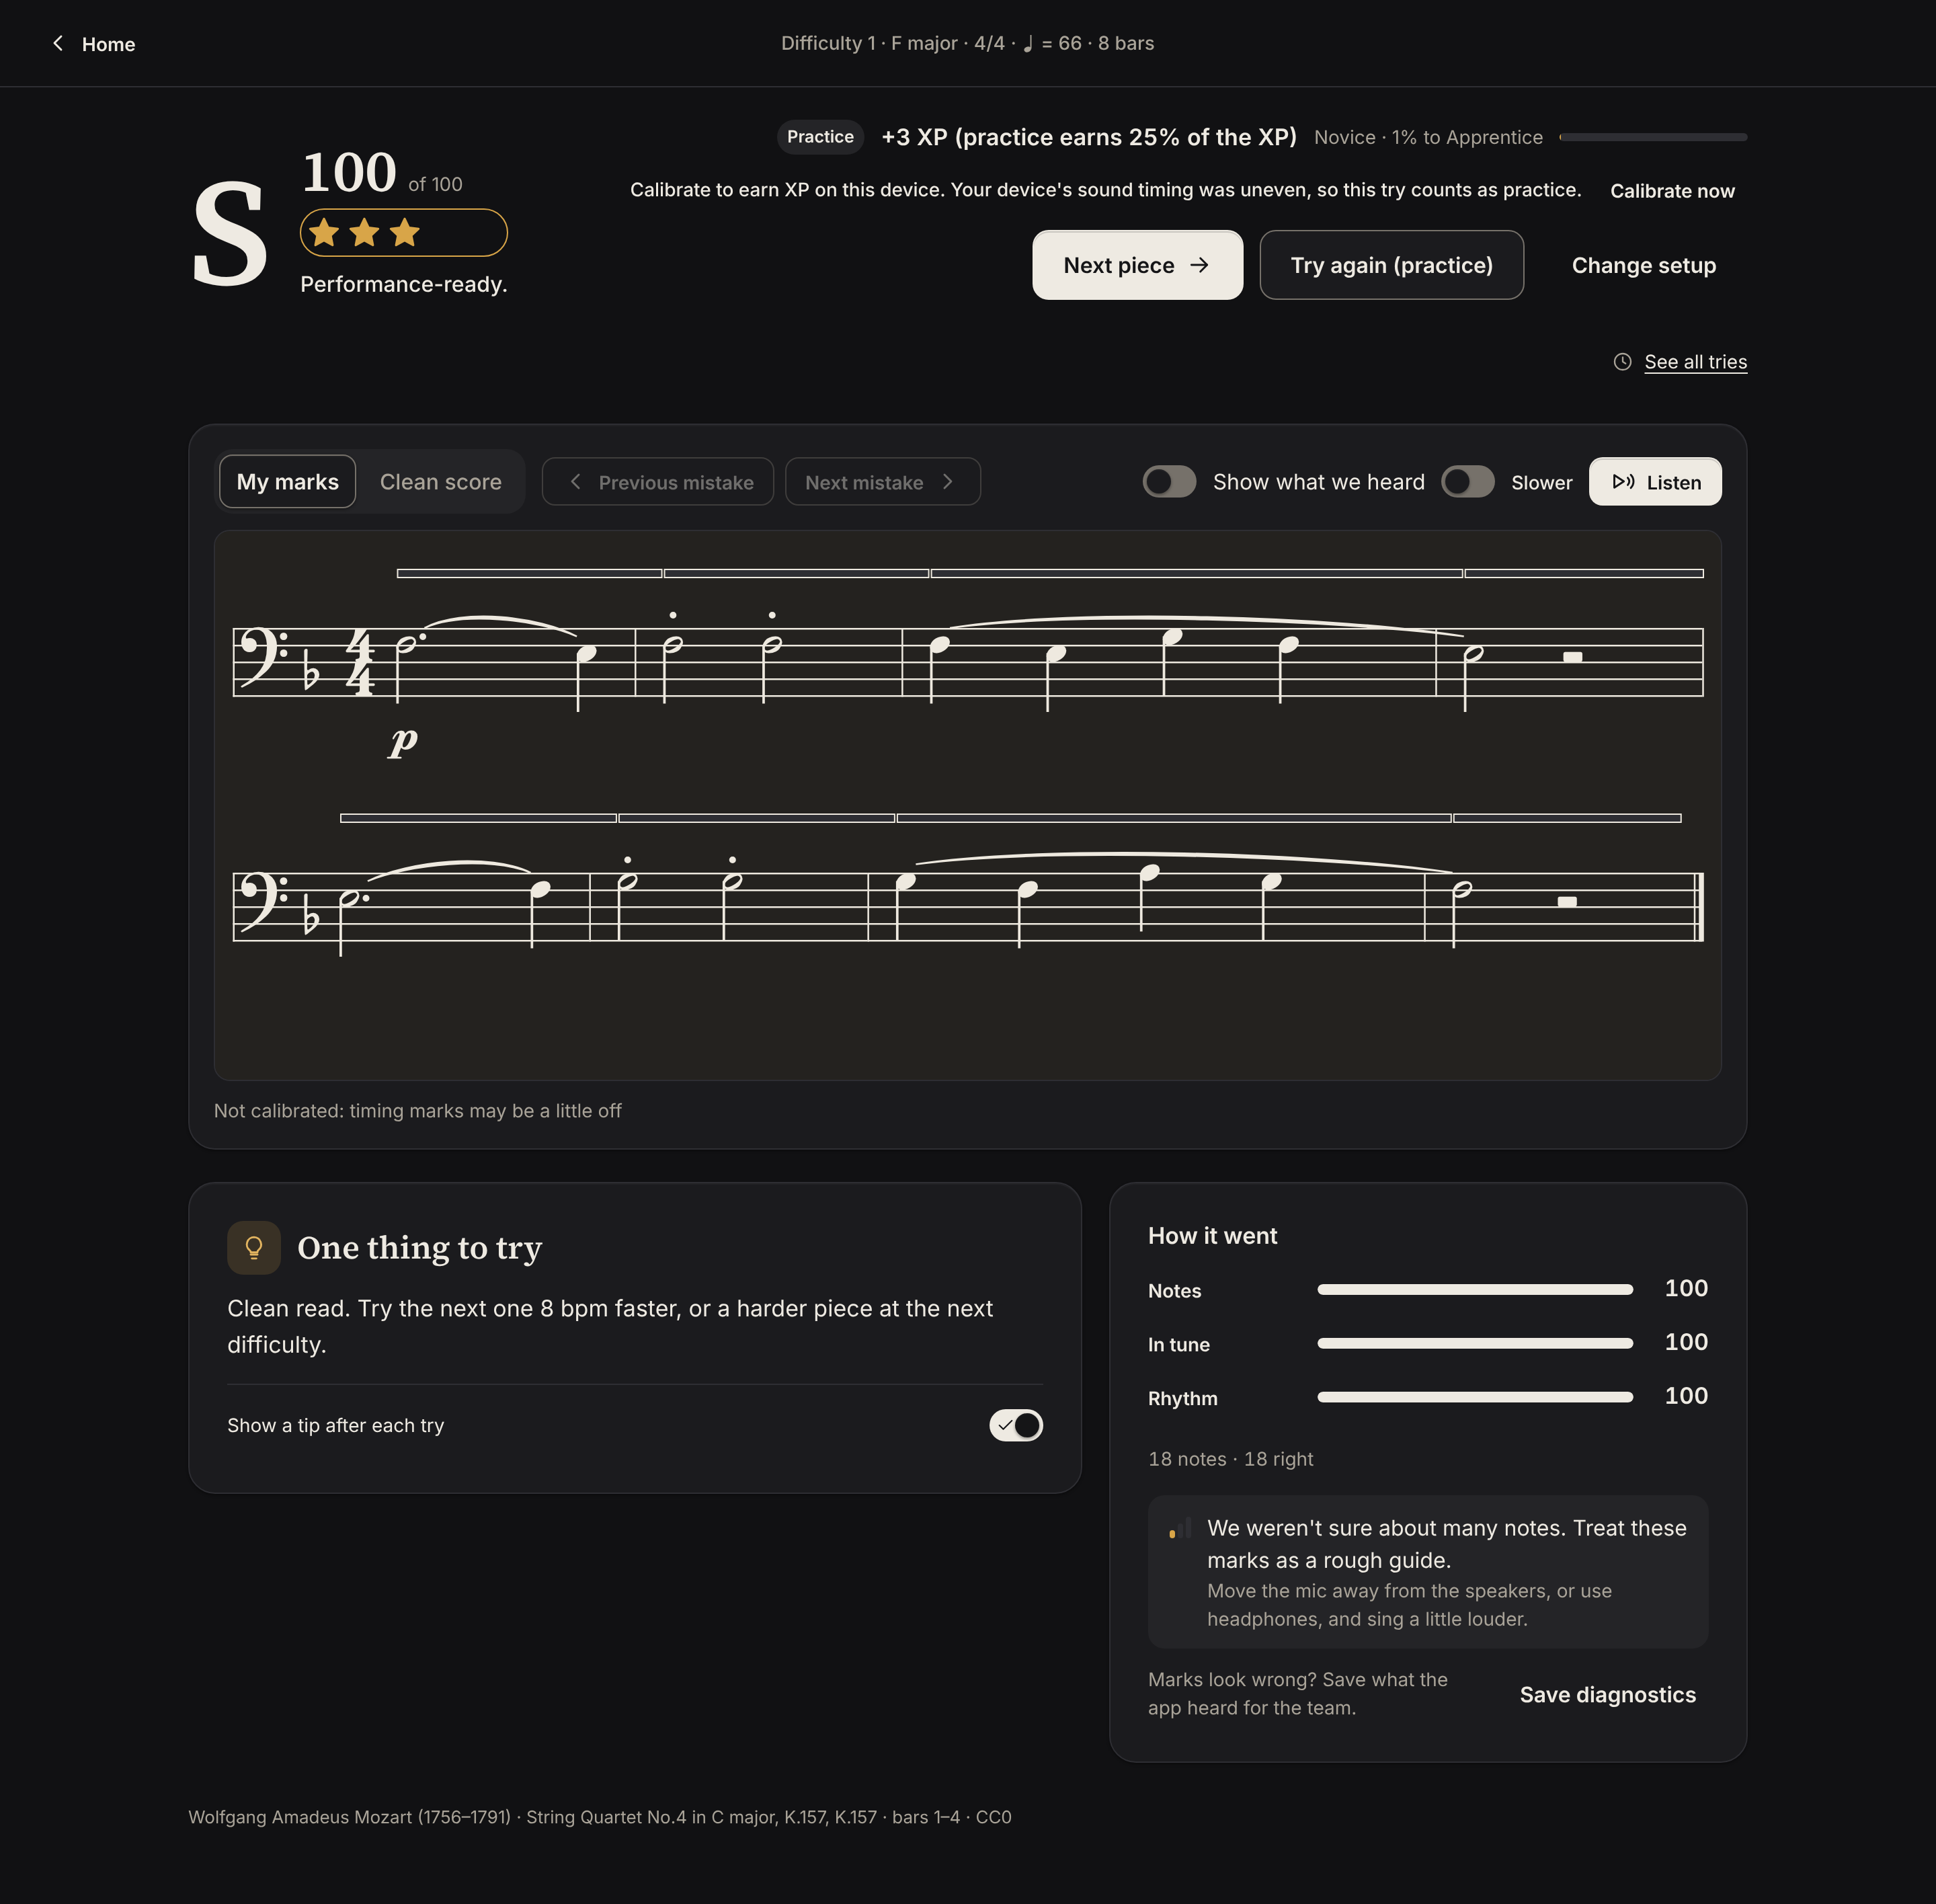 Home
Difficulty 1 · F major · 4/4 · ♩ = 66 · 8 bars
Practice +3 XP (practice earns 25% of the XP) Novice · 1% to Apprentice
S
100 of 100
Performance-ready.
Calibrate to earn XP on this device. Your device's sound timing was uneven, so this try counts as practice. Calibrate now
Next piece Try again (practice) Change setup
See all tries
My marks Clean score Previous mistake Next mistake Show what we heard Slower Listen
4
4
p
Not calibrated: timing marks may be a little off
One thing to try
Clean read. Try the next one 8 bpm faster, or a harder piece at the next
difficulty.
Show a tip after each try
How it went
Notes 100
In tune 100
Rhythm 100
18 notes · 18 right
We weren't sure about many notes. Treat these
marks as a rough guide.
Move the mic away from the speakers, or use
headphones, and sing a little louder.
Marks look wrong? Save what the
app heard for the team.
Save diagnostics
Wolfgang Amadeus Mozart (1756–1791) · String Quartet No.4 in C major, K.157, K.157 · bars 1–4 · CC0